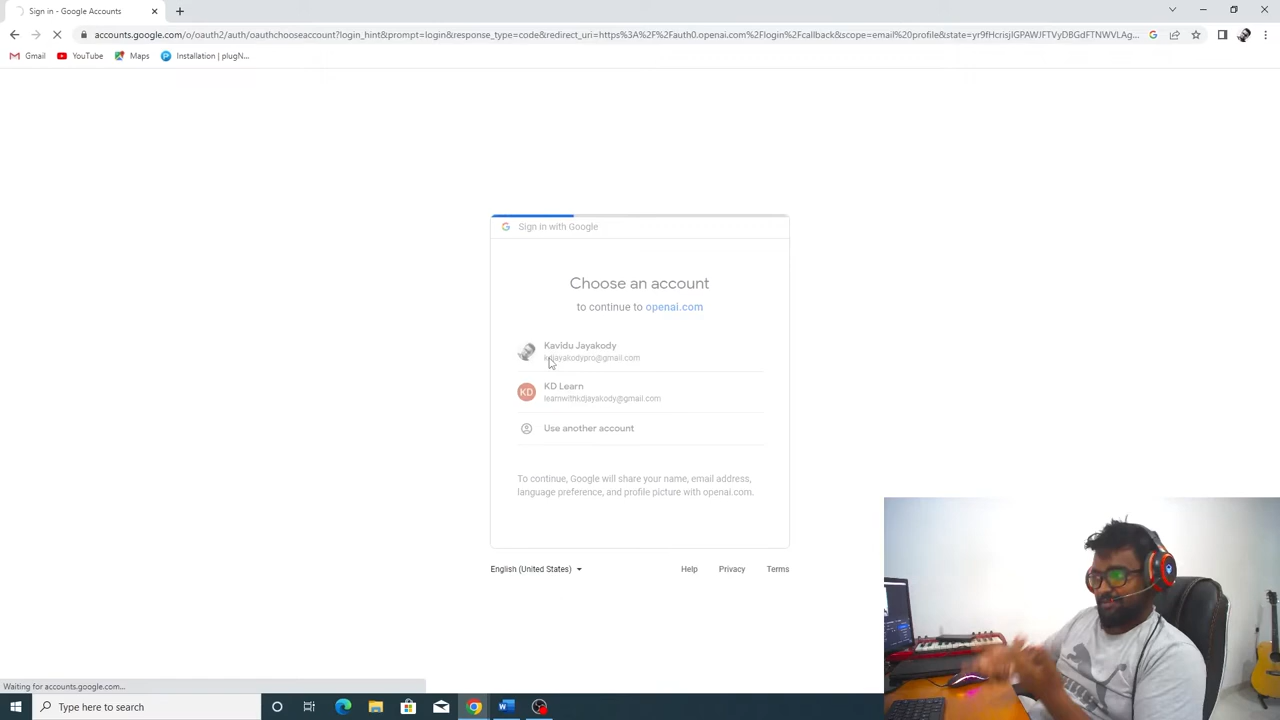 Sign in - Google Accounts
accounts.google.com/o/oauth2/auth/oauthchooseaccount?login_hint&prompt=login&response_type=code&redirect_uri=https%3A%2F%2Fauth0.openai.com%2Flogin%2Fcallback&scope=email%20profile&state=yr9fHcrisjIGPAWJFTVyDBGdFTNWVLAg...
Gmail YouTube Maps Installation | plugN...
Sign in with Google
Choose an account
to continue to openai.com
Kavidu Jayakody
kdjayakodypro@gmail.com
KD Learn
learnwithkdjayakody@gmail.com
Use another account
To continue, Google will share your name, email address,
language preference, and profile picture with openai.com.
English (United States) Help Privacy Terms
Waiting for accounts.google.com...
Type here to search